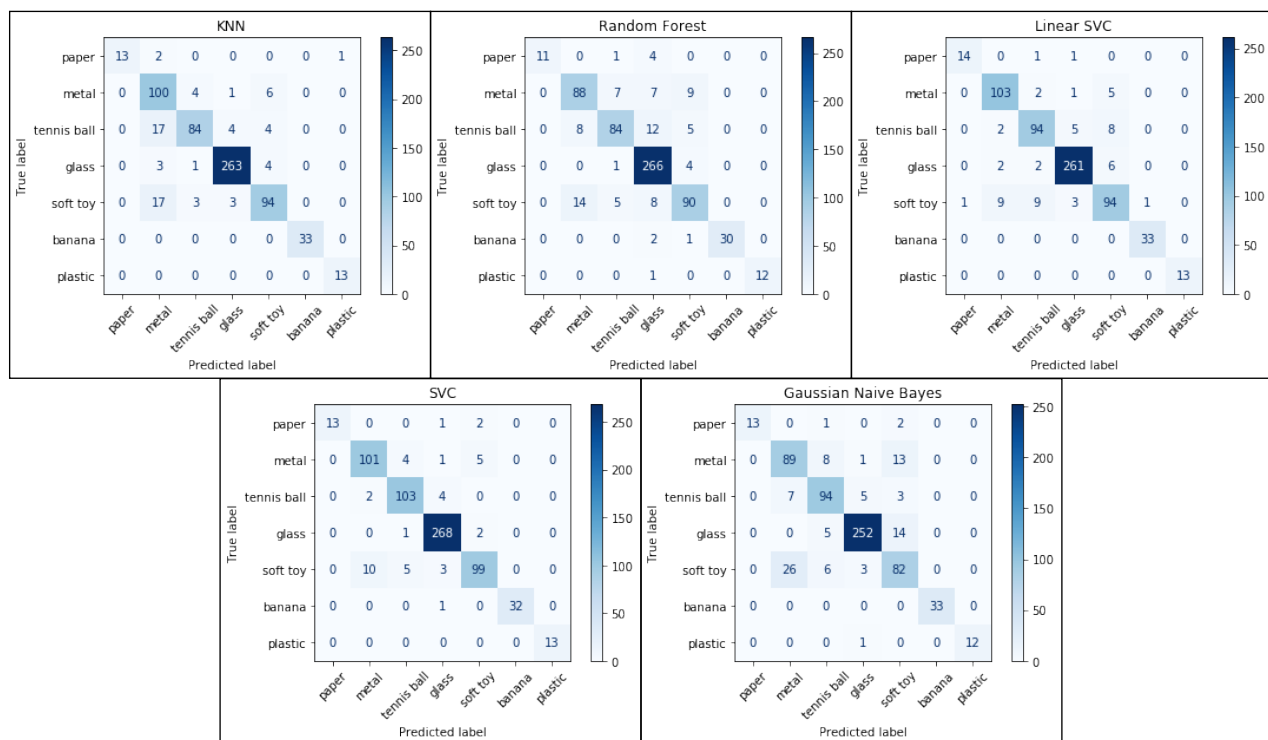 KNN
True label
paper 13 2 0 0 0 0 1
metal 0 100 4 1 6 0 0
tennis ball 0 17 84 4 4 0 0
glass 0 3 1 263 4 0 0
soft toy 0 17 3 3 94 0 0
banana 0 0 0 0 0 33 0
plastic 0 0 0 0 0 0 13
paper metal tennis ball glass soft toy banana plastic
Predicted label
250
200
150
100
50
0
Random Forest
True label
paper 11 0 1 4 0 0 0
metal 0 88 7 7 9 0 0
tennis ball 0 8 84 12 5 0 0
glass 0 0 1 266 4 0 0
soft toy 0 14 5 8 90 0 0
banana 0 0 0 2 1 30 0
plastic 0 0 0 1 0 0 12
paper metal tennis ball glass soft toy banana plastic
Predicted label
250
200
150
100
50
0
Linear SVC
True label
paper 14 0 1 1 0 0 0
metal 0 103 2 1 5 0 0
tennis ball 0 2 94 5 8 0 0
glass 0 2 2 261 6 0 0
soft toy 1 9 9 3 94 1 0
banana 0 0 0 0 0 33 0
plastic 0 0 0 0 0 0 13
paper metal tennis ball glass soft toy banana plastic
Predicted label
250
200
150
100
50
0
SVC
True label
paper 13 0 0 1 2 0 0
metal 0 101 4 1 5 0 0
tennis ball 0 2 103 4 0 0 0
glass 0 0 1 268 2 0 0
soft toy 0 10 5 3 99 0 0
banana 0 0 0 1 0 32 0
plastic 0 0 0 0 0 0 13
paper metal tennis ball glass soft toy banana plastic
Predicted label
250
200
150
100
50
0
Gaussian Naive Bayes
True label
paper 13 0 1 0 2 0 0
metal 0 89 8 1 13 0 0
tennis ball 0 7 94 5 3 0 0
glass 0 0 5 252 14 0 0
soft toy 0 26 6 3 82 0 0
banana 0 0 0 0 0 33 0
plastic 0 0 0 1 0 0 12
paper metal tennis ball glass soft toy banana plastic
Predicted label
250
200
150
100
50
0